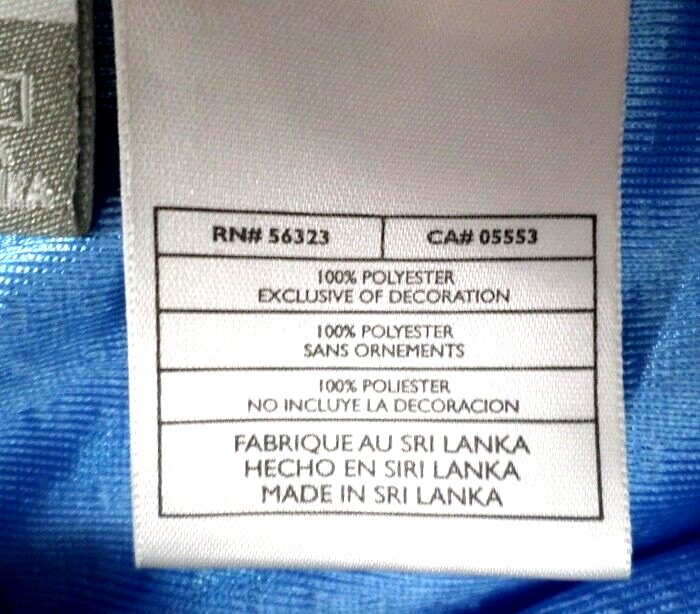 RN# 56323 CA# 05553
100% POLYESTER
EXCLUSIVE OF DECORATION
100% POLYESTER
SANS ORNEMENTS
100% POLIESTER
NO INCLUYE LA DECORACION
FABRIQUE AU SRI LANKA
HECHO EN SIRI LANKA
MADE IN SRI LANKA